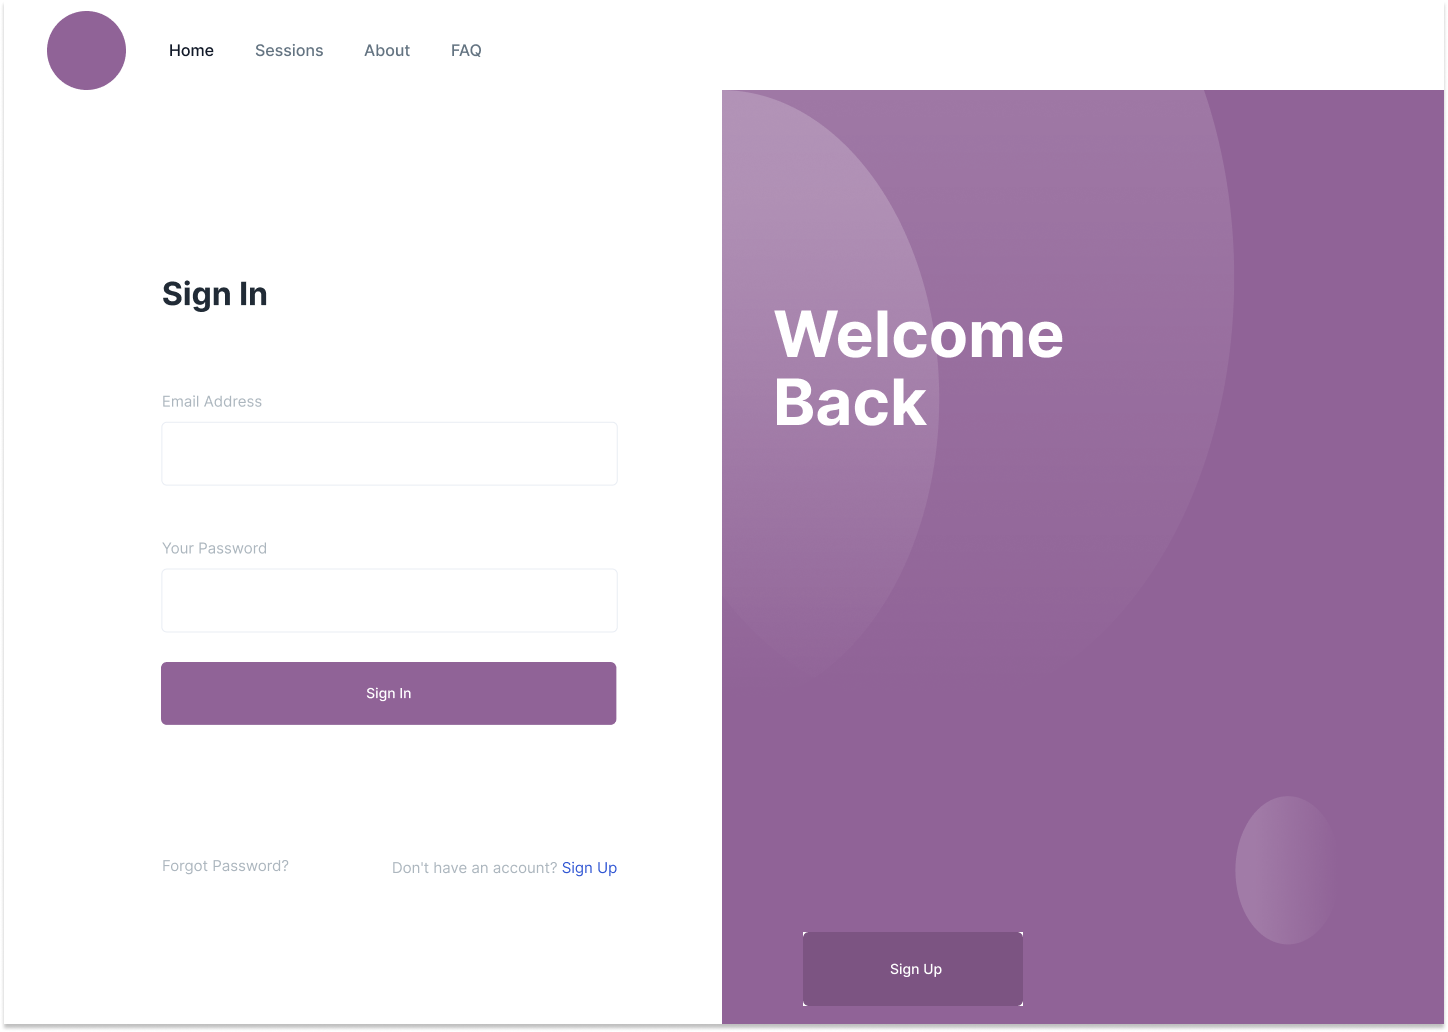 Home Sessions About FAQ
Sign In
Email Address
Your Password
Sign In
Forgot Password?
Don't have an account? Sign Up
Welcome
Back
Sign Up